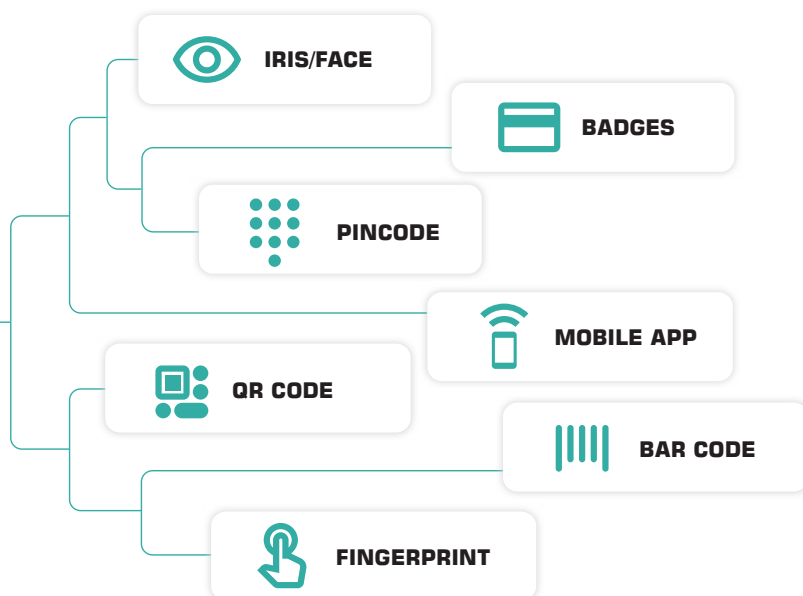 IRIS/FACE
BADGES
PINCODE
MOBILE APP
QR CODE
BAR CODE
FINGERPRINT